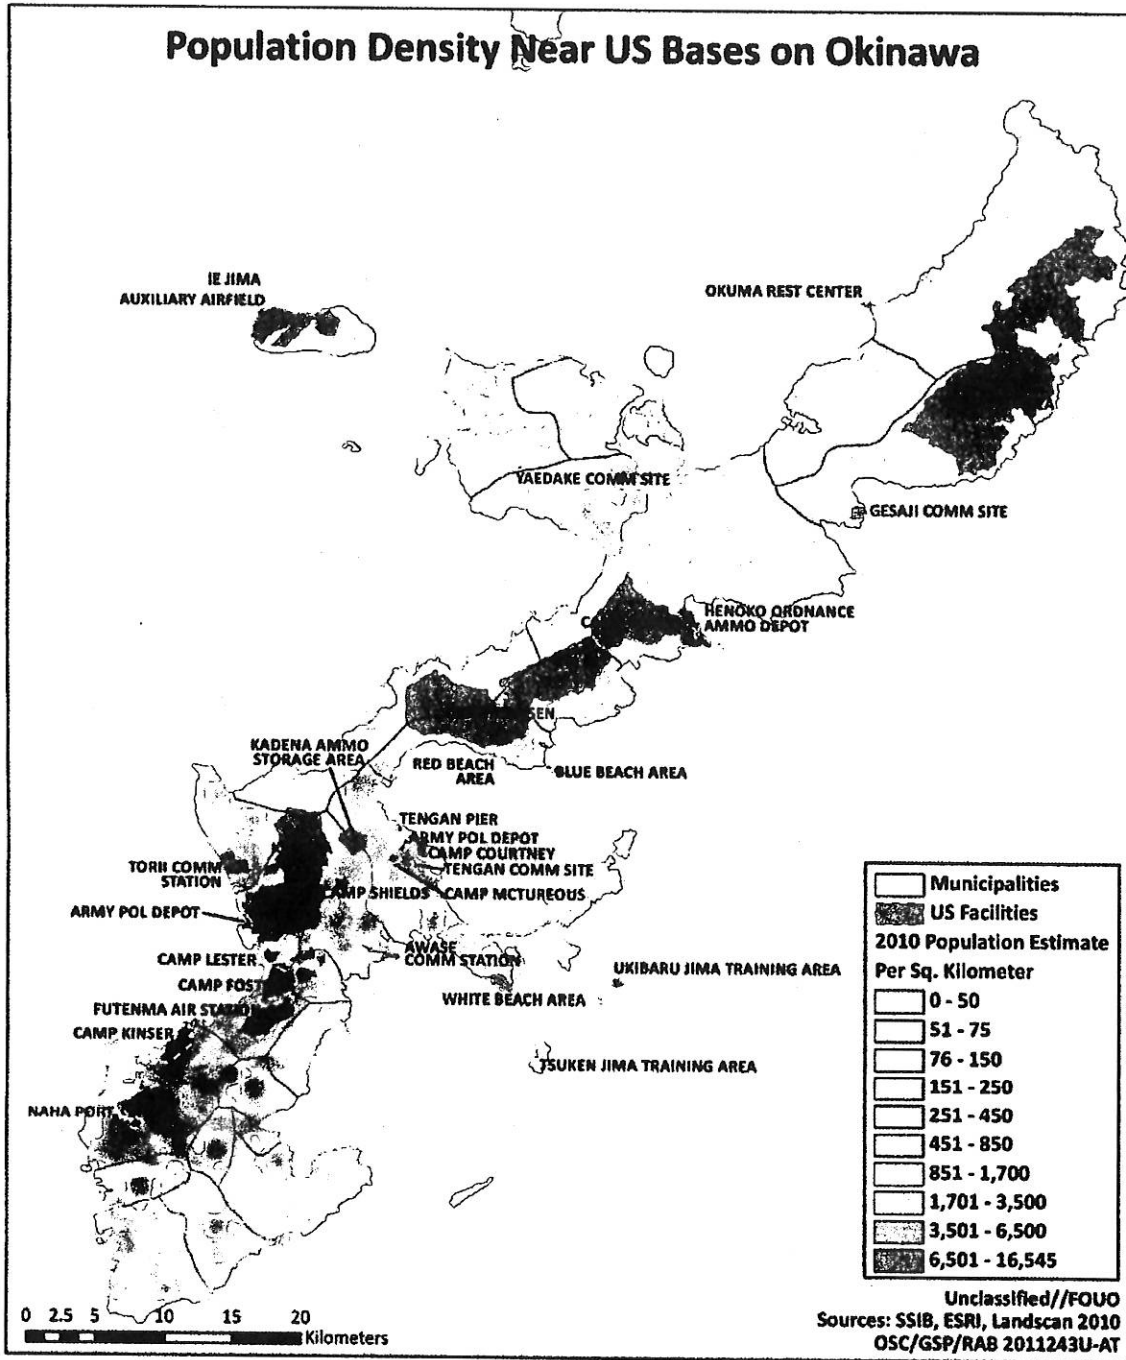 Population Density Near US Bases on Okinawa
IE JIMA
AUXILIARY AIRFIELD
OKUMA REST CENTER
YAEDAKE COMM SITE
GESAJI COMM SITE
HENOKO ORDNANCE
AMMO DEPOT
KADENA AMMO
STORAGE AREA
RED BEACH
AREA
BLUE BEACH AREA
TENGAN PIER
ARMY POL DEPOT
CAMP COURTNEY
TENGAN COMM SITE
TORII COMM
STATION
CAMP SHIELDS
CAMP MCTUREOUS
ARMY POL DEPOT
AWASE
COMM STATION
CAMP LESTER
UKIBARU JIMA TRAINING AREA
CAMP FOST
WHITE BEACH AREA
FUTENMA AIR STATION
CAMP KINSER
TSUKEN JIMA TRAINING AREA
NAHA PORT
Municipalities
US Facilities
2010 Population Estimate
Per Sq. Kilometer
0 - 50
51 - 75
76 - 150
151 - 250
251 - 450
451 - 850
851 - 1,700
1,701 - 3,500
3,501 - 6,500
6,501 - 16,545
0 2.5 5 10 15 20
Kilometers
Unclassified//FOUO
Sources: SSIB, ESRI, Landscan 2010
OSC/GSP/RAB 2011243U-AT